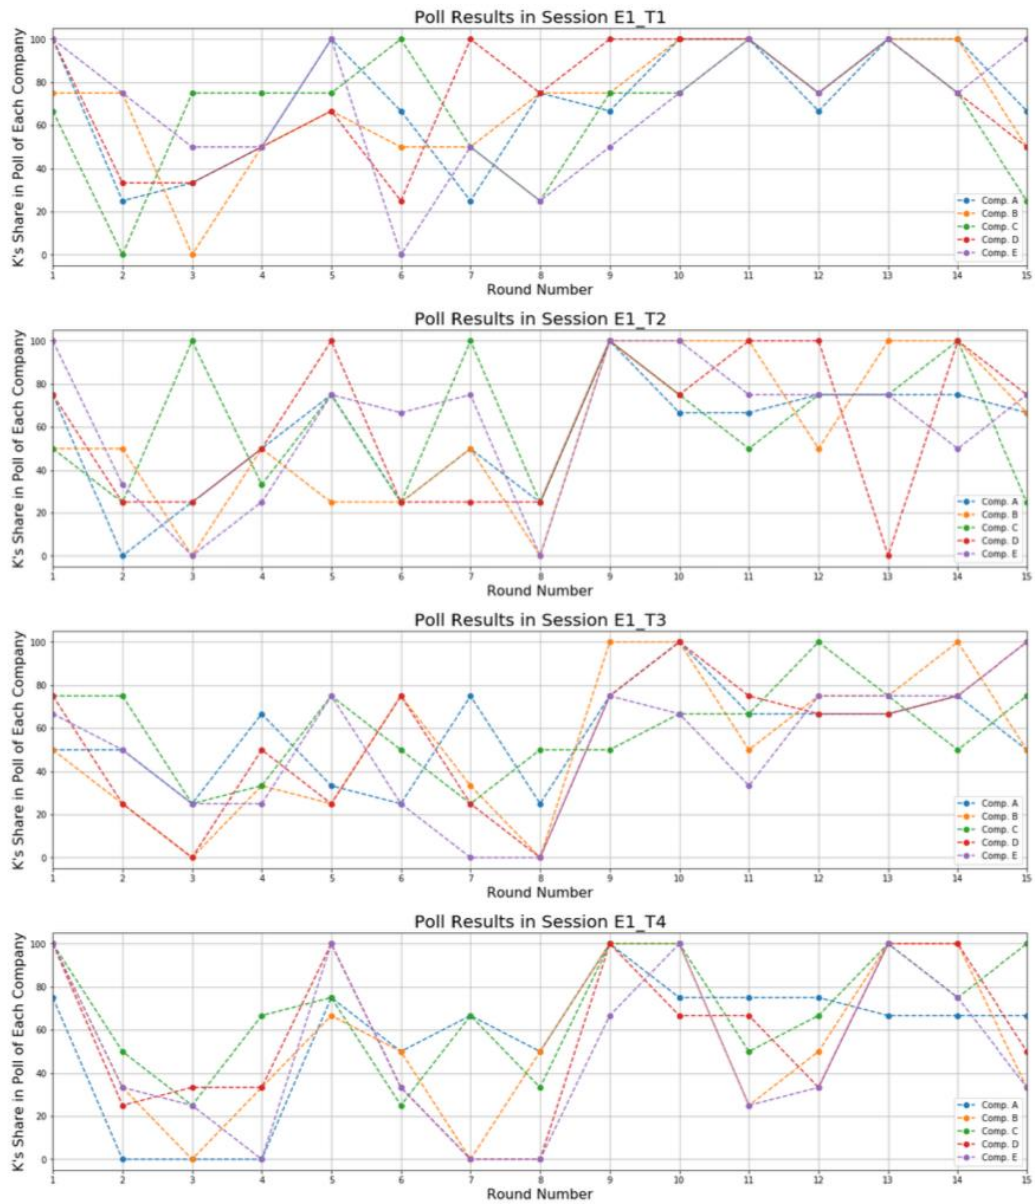 Poll Results in Session E1_T1
K's Share in Poll of Each Company
100
80
60
40
20
0
Comp. A
Comp. B
Comp. C
Comp. D
Comp. E
1 2 3 4 5 6 7 8 9 10 11 12 13 14 15
Round Number
Poll Results in Session E1_T2
K's Share in Poll of Each Company
100
80
60
40
20
0
Comp. A
Comp. B
Comp. C
Comp. D
Comp. E
1 2 3 4 5 6 7 8 9 10 11 12 13 14 15
Round Number
Poll Results in Session E1_T3
K's Share in Poll of Each Company
100
80
60
40
20
0
Comp. A
Comp. B
Comp. C
Comp. D
Comp. E
1 2 3 4 5 6 7 8 9 10 11 12 13 14 15
Round Number
Poll Results in Session E1_T4
K's Share in Poll of Each Company
100
80
60
40
20
0
Comp. A
Comp. B
Comp. C
Comp. D
Comp. E
1 2 3 4 5 6 7 8 9 10 11 12 13 14 15
Round Number